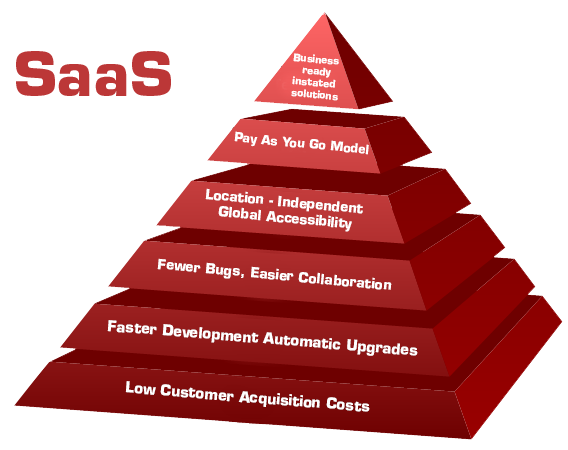 SaaS
Business
ready
instated
solutions
Pay As You Go Model
Location - Independent
Global Accessibility
Fewer Bugs, Easier Collaboration
Faster Development Automatic Upgrades
Low Customer Acquisition Costs